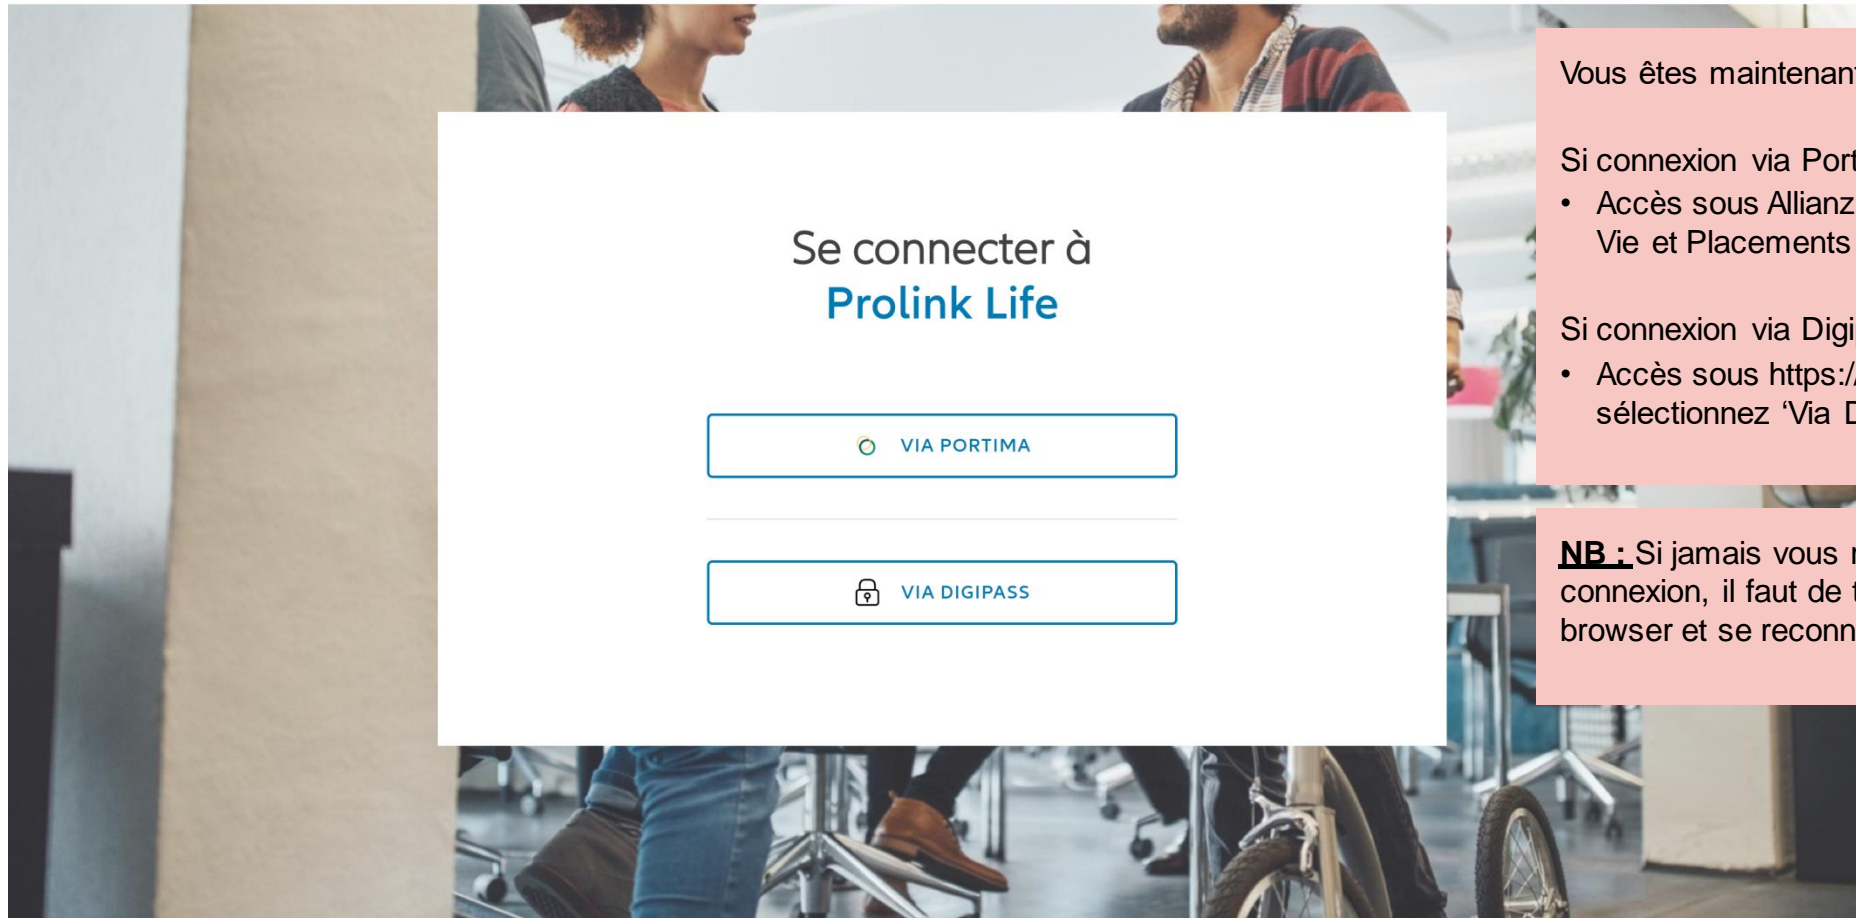 Se connecter à
Prolink Life
VIA PORTIMA
VIA DIGIPASS
Vous êtes maintenant
Si connexion via Port
• Accès sous Allianz
Vie et Placements
Si connexion via Digi
• Accès sous https:/
sélectionnez ‘Via D
NB : Si jamais vous
connexion, il faut de t
browser et se reconn